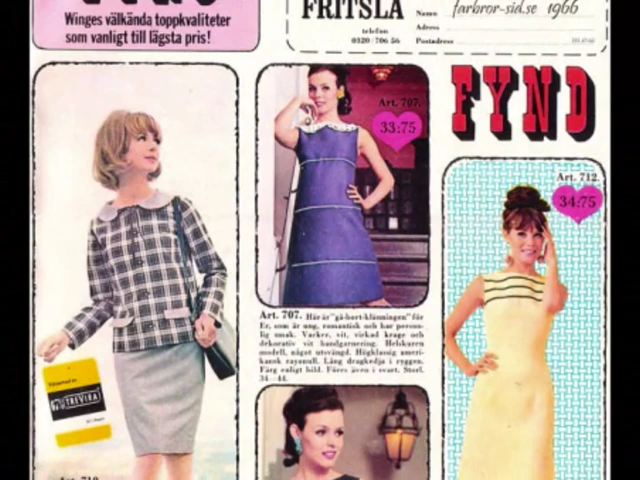 Winges välkända toppkvaliteter
som vanligt till lägsta pris!
FRITSLA
telefon
0320/706 56
Namn farbror-sid.se 1966
Adress
Postadress
FYND
Art. 707.
33:75
Art. 712.
34:75
Art. 707. Här är "gå-bort-klänningen" för
Er, som är ung, romantisk och har person-
lig smak. Vacker, vit, virkad krage och
dekorativ vit bandgarnering. Helskuren
modell, något utsvängd. Högklassig ameri-
kansk rayonull. Lång dragkedja i ryggen.
Färg enligt bild. Föres även i svart. Storl.
34—44.
TREVIRA